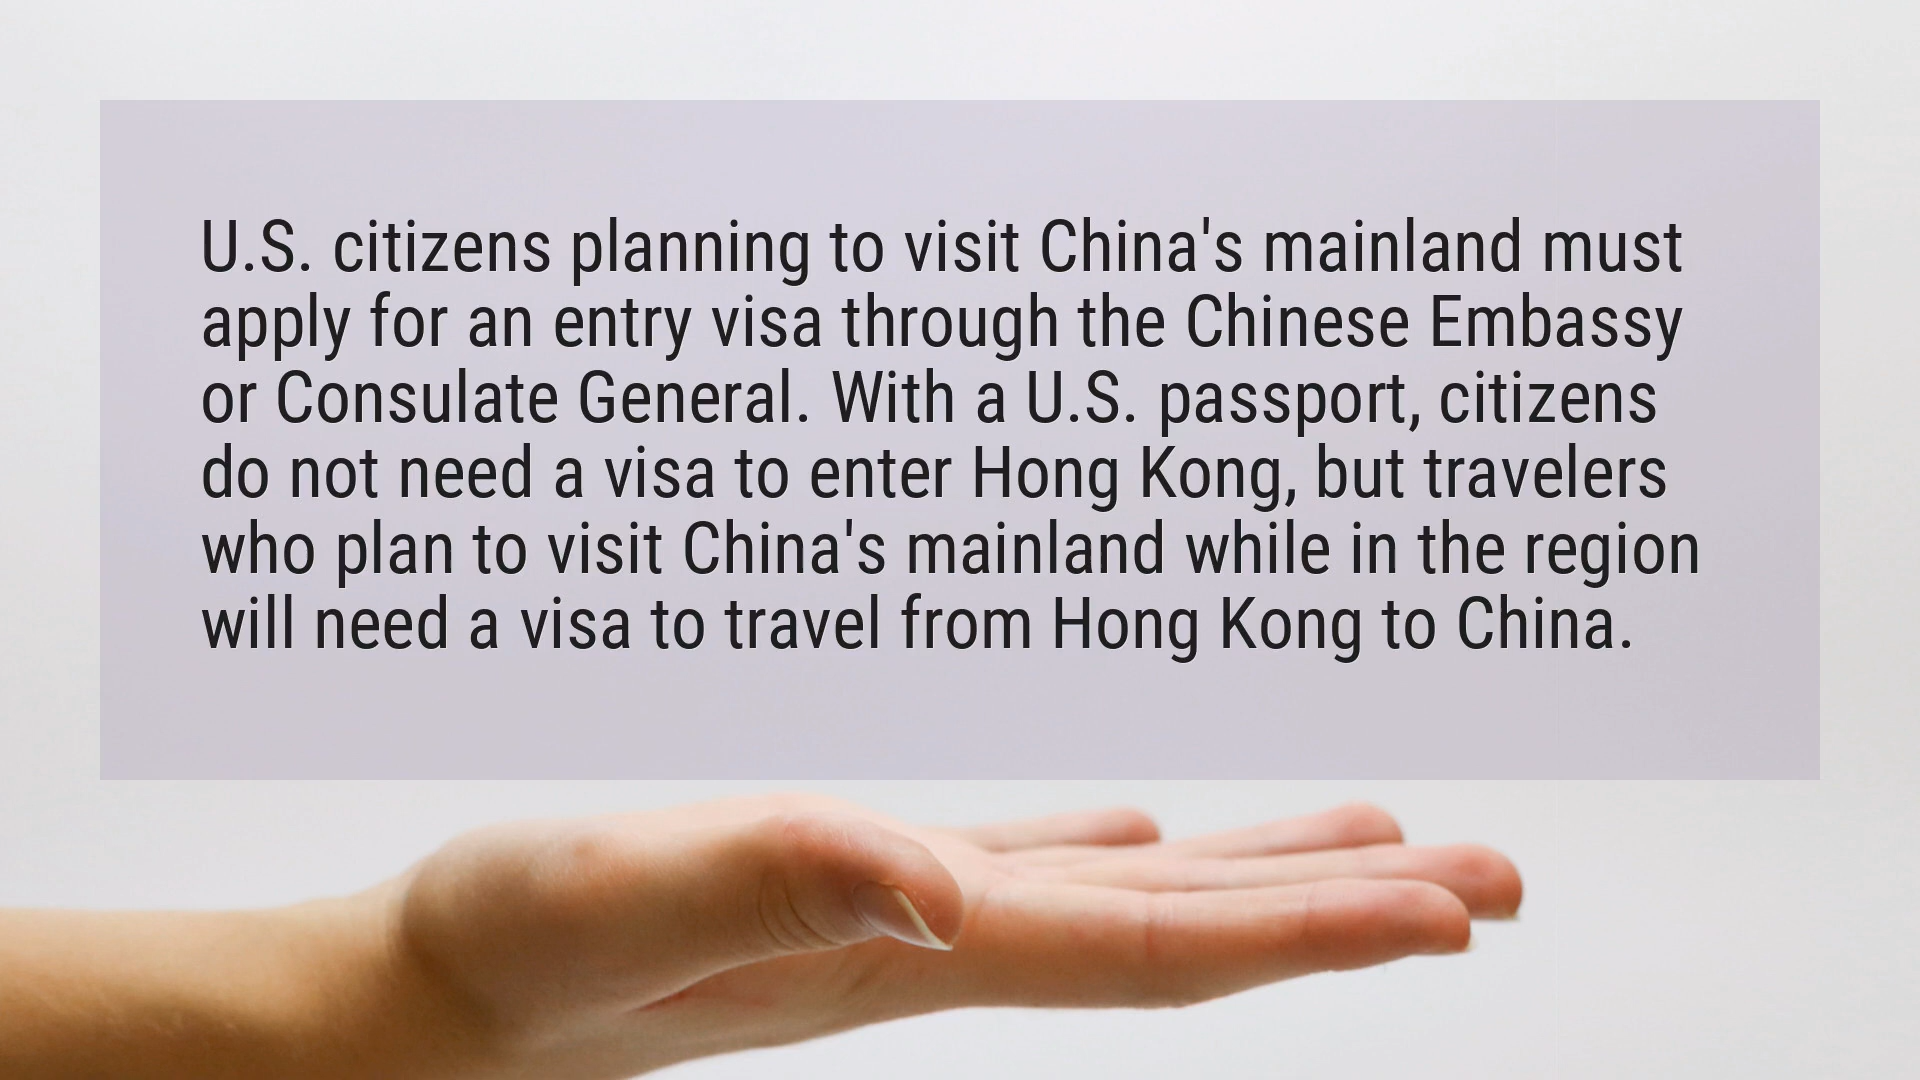 U.S. citizens planning to visit China's mainland must
apply for an entry visa through the Chinese Embassy
or Consulate General. With a U.S. passport, citizens
do not need a visa to enter Hong Kong, but travelers
who plan to visit China's mainland while in the region
will need a visa to travel from Hong Kong to China.